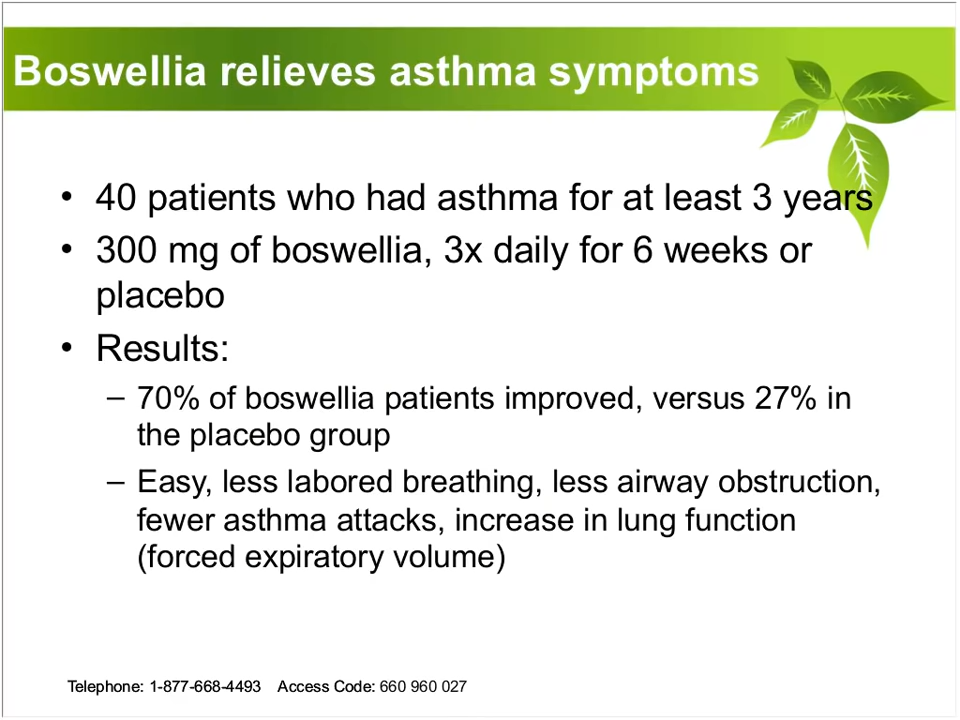 Boswellia relieves asthma symptoms
• 40 patients who had asthma for at least 3 years
• 300 mg of boswellia, 3x daily for 6 weeks or
placebo
• Results:
– 70% of boswellia patients improved, versus 27% in
the placebo group
– Easy, less labored breathing, less airway obstruction,
fewer asthma attacks, increase in lung function
(forced expiratory volume)
Telephone: 1-877-668-4493 Access Code: 660 960 027